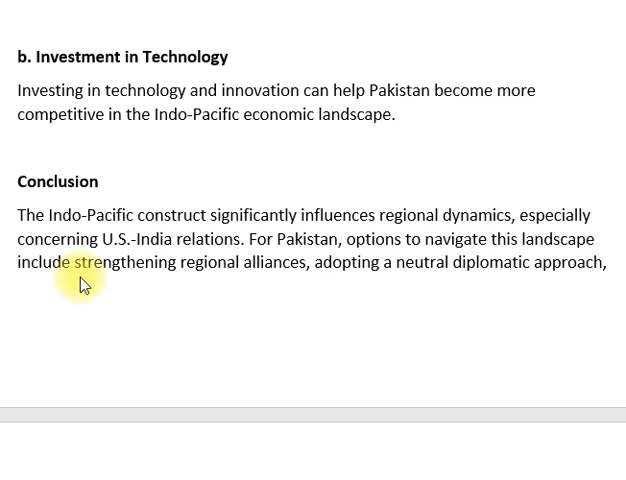 b. Investment in Technology
Investing in technology and innovation can help Pakistan become more
competitive in the Indo-Pacific economic landscape.
Conclusion
The Indo-Pacific construct significantly influences regional dynamics, especially
concerning U.S.-India relations. For Pakistan, options to navigate this landscape
include strengthening regional alliances, adopting a neutral diplomatic approach,